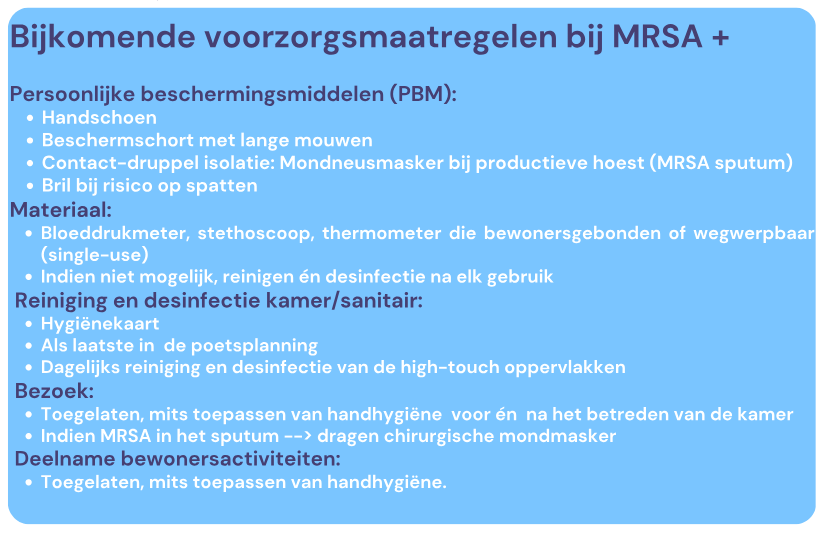 Bijkomende voorzorgsmaatregelen bij MRSA +
Persoonlijke beschermingsmiddelen (PBM):
• Handschoen
• Beschermschort met lange mouwen
• Contact-druppel isolatie: Mondneusmasker bij productieve hoest (MRSA sputum)
• Bril bij risico op spatten
Materiaal:
• Bloeddrukmeter, stethoscoop, thermometer die bewonersgebonden of wegwerpbaar
(single-use)
• Indien niet mogelijk, reinigen én desinfectie na elk gebruik
Reiniging en desinfectie kamer/sanitair:
• Hygiënekaart
• Als laatste in de poetsplanning
• Dagelijks reiniging en desinfectie van de high-touch oppervlakken
Bezoek:
• Toegelaten, mits toepassen van handhygiëne voor én na het betreden van de kamer
• Indien MRSA in het sputum --> dragen chirurgische mondmasker
Deelname bewonersactiviteiten:
• Toegelaten, mits toepassen van handhygiëne.